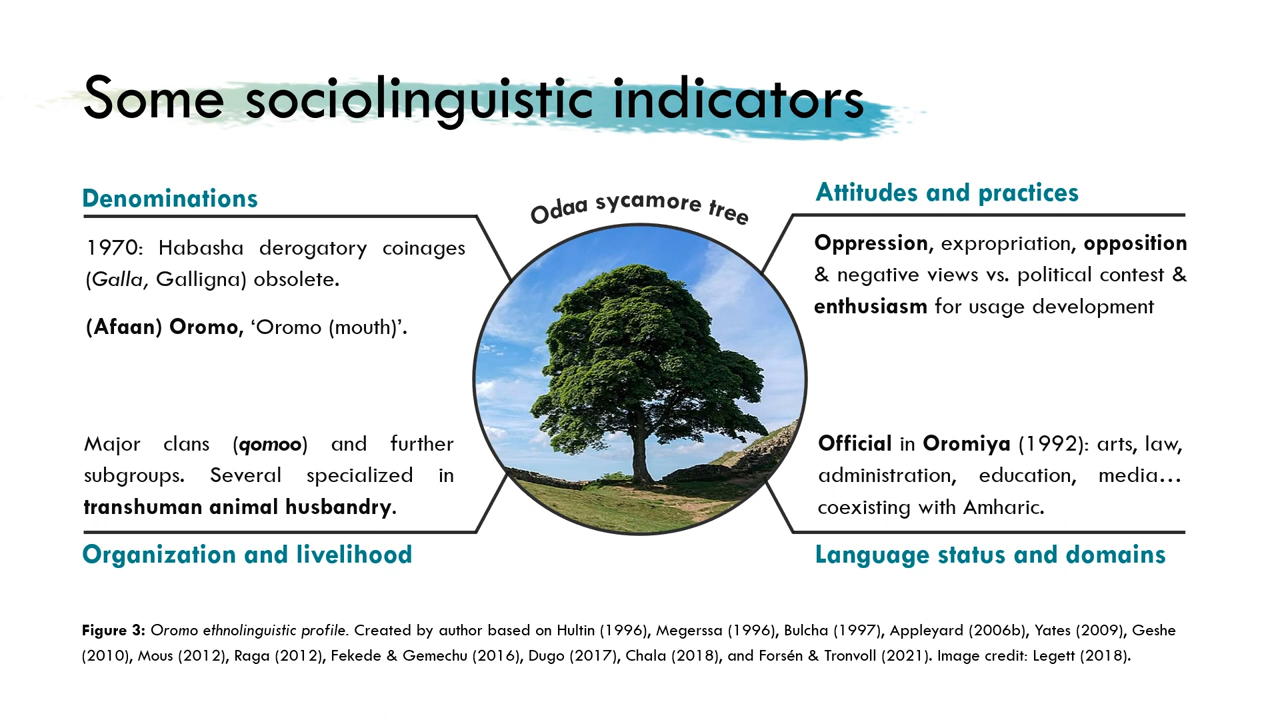 Some sociolinguistic indicators
Denominations
1970: Habasha derogatory coinages
(Galla, Galligna) obsolete.
(Afaan) Oromo, ‘Oromo (mouth)’.
Odaa sycamore tree
Attitudes and practices
Oppression, expropriation, opposition
& negative views vs. political contest &
enthusiasm for usage development
Major clans (qomoo) and further
subgroups. Several specialized in
transhuman animal husbandry.
Organization and livelihood
Official in Oromiya (1992): arts, law,
administration, education, media…
coexisting with Amharic.
Language status and domains
Figure 3: Oromo ethnolinguistic profile. Created by author based on Hultin (1996), Megerssa (1996), Bulcha (1997), Appleyard (2006b), Yates (2009), Geshe
(2010), Mous (2012), Raga (2012), Fekede & Gemechu (2016), Dugo (2017), Chala (2018), and Forsén & Tronvoll (2021). Image credit: Legett (2018).